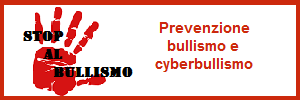 STOP
AL
BULLISMO
Prevenzione
bullismo e
cyberbullismo